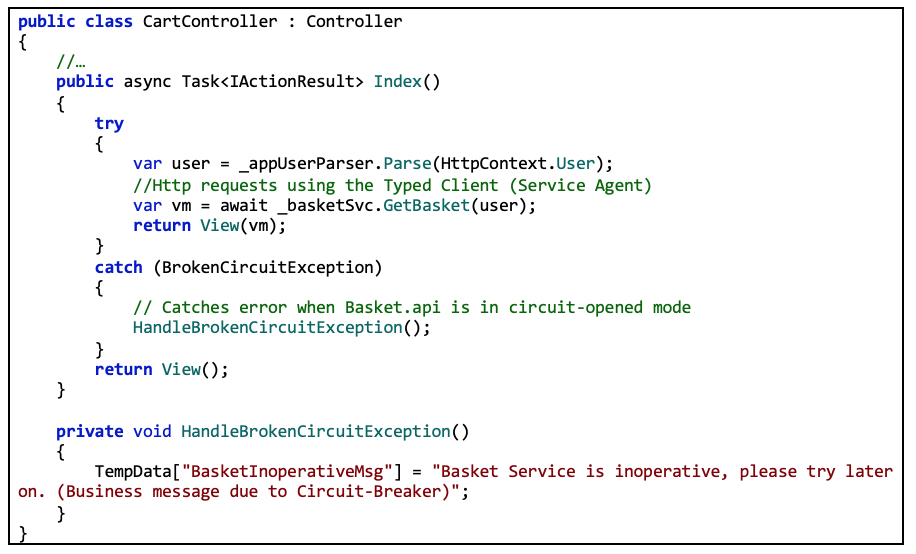 public class CartController : Controller
{
    //…
    public async Task<IActionResult> Index()
    {
        try
        {
            var user = _appUserParser.Parse(HttpContext.User);
            //Http requests using the Typed Client (Service Agent)
            var vm = await _basketSvc.GetBasket(user);
            return View(vm);
        }
        catch (BrokenCircuitException)
        {
            // Catches error when Basket.api is in circuit-opened mode
            HandleBrokenCircuitException();
        }
        return View();
    }

    private void HandleBrokenCircuitException()
    {
        TempData["BasketInoperativeMsg"] = "Basket Service is inoperative, please try later
on. (Business message due to Circuit-Breaker)";
    }
}